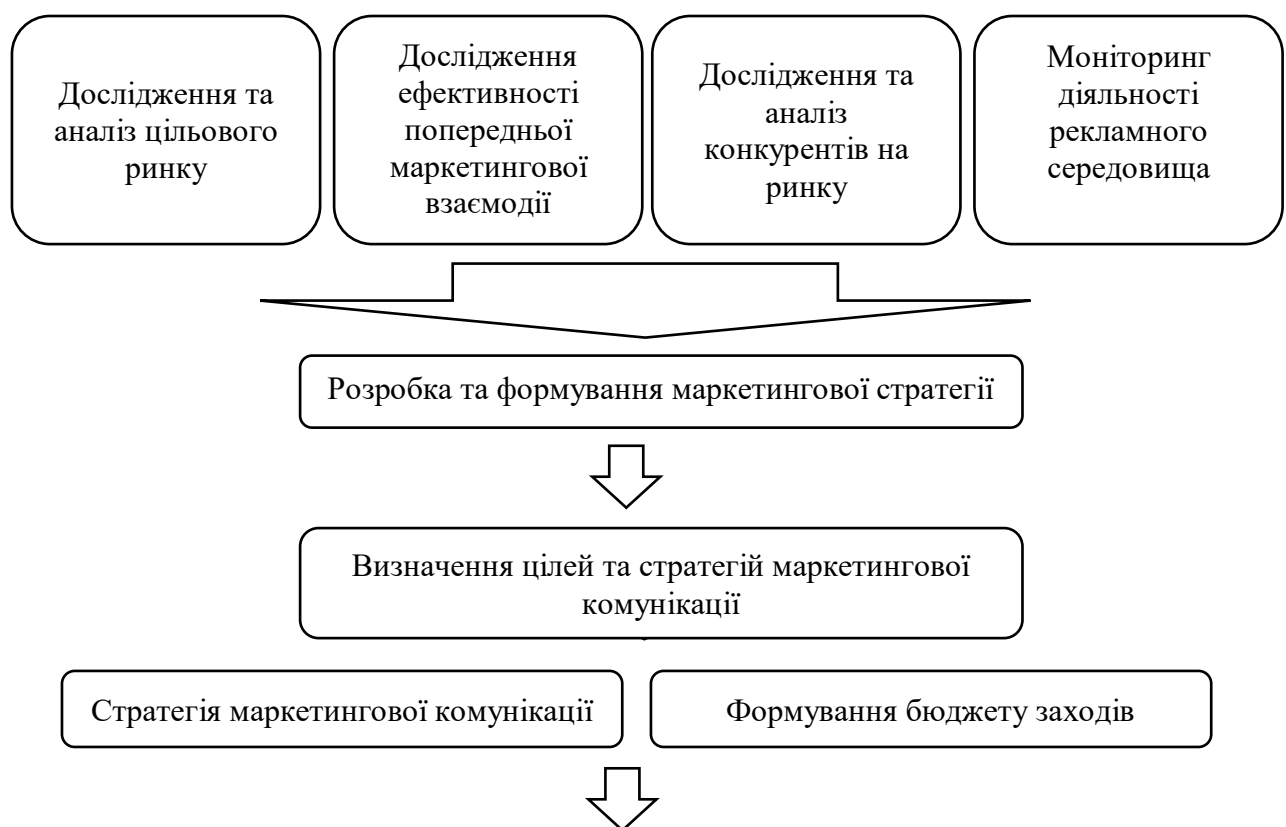 Дослідження та
аналіз цільового
ринку
Дослідження
ефективності
попередньої
маркетингової
взаємодії
Дослідження та
аналіз
конкурентів на
ринку
Моніторинг
діяльності
рекламного
середовища
Розробка та формування маркетингової стратегії
Визначення цілей та стратегій маркетингової
комунікації
Стратегія маркетингової комунікації
Формування бюджету заходів